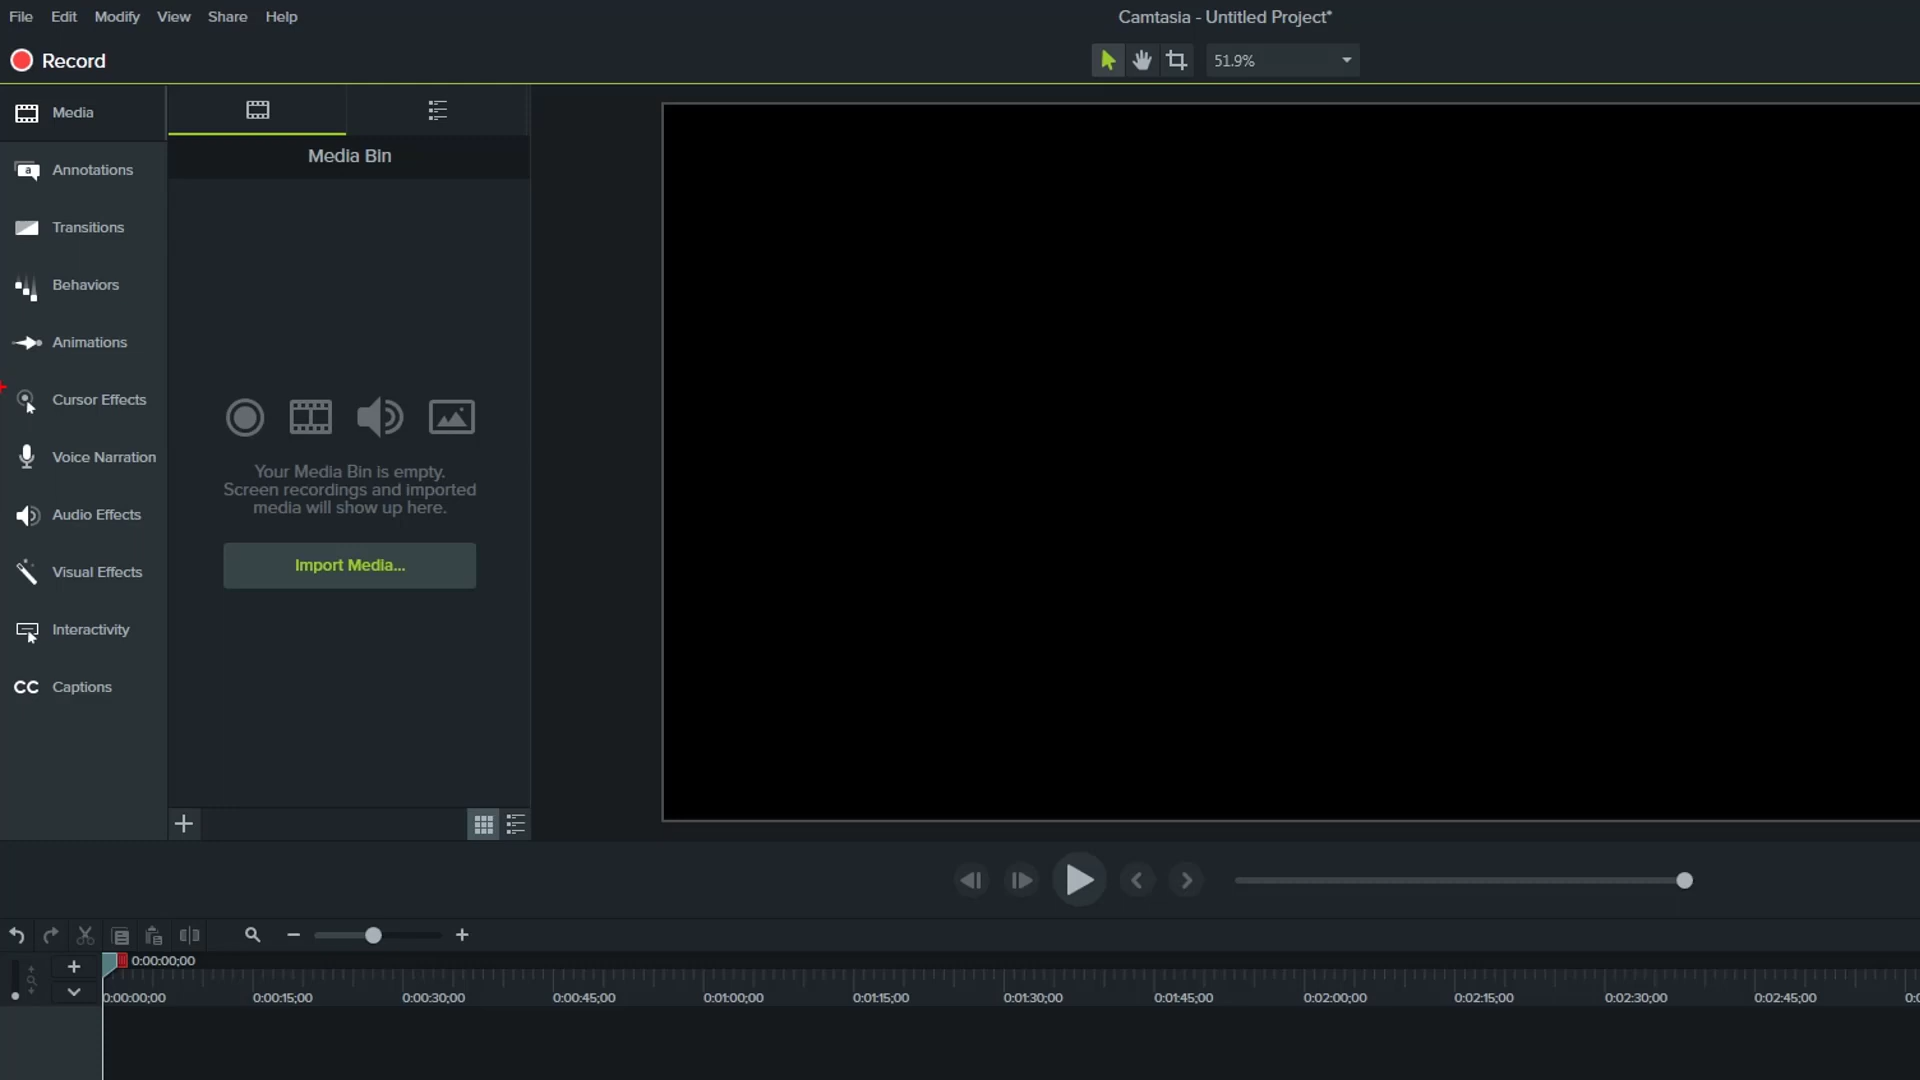 File Edit Modify View Share Help
Camtasia - Untitled Project*
Record
51.9%
Media
Media Bin
a
Annotations
Transitions
Behaviors
Animations
Cursor Effects
Voice Narration
Audio Effects
Visual Effects
Interactivity
CC Captions
Your Media Bin is empty.
Screen recordings and imported
media will show up here.
Import Media...
0:00:00;00
0:00:00;00 0:00:15;00 0:00:30;00 0:00:45;00 0:01:00;00 0:01:15;00 0:01:30;00 0:01:45;00 0:02:00;00 0:02:15;00 0:02:30;00 0:02:45;00